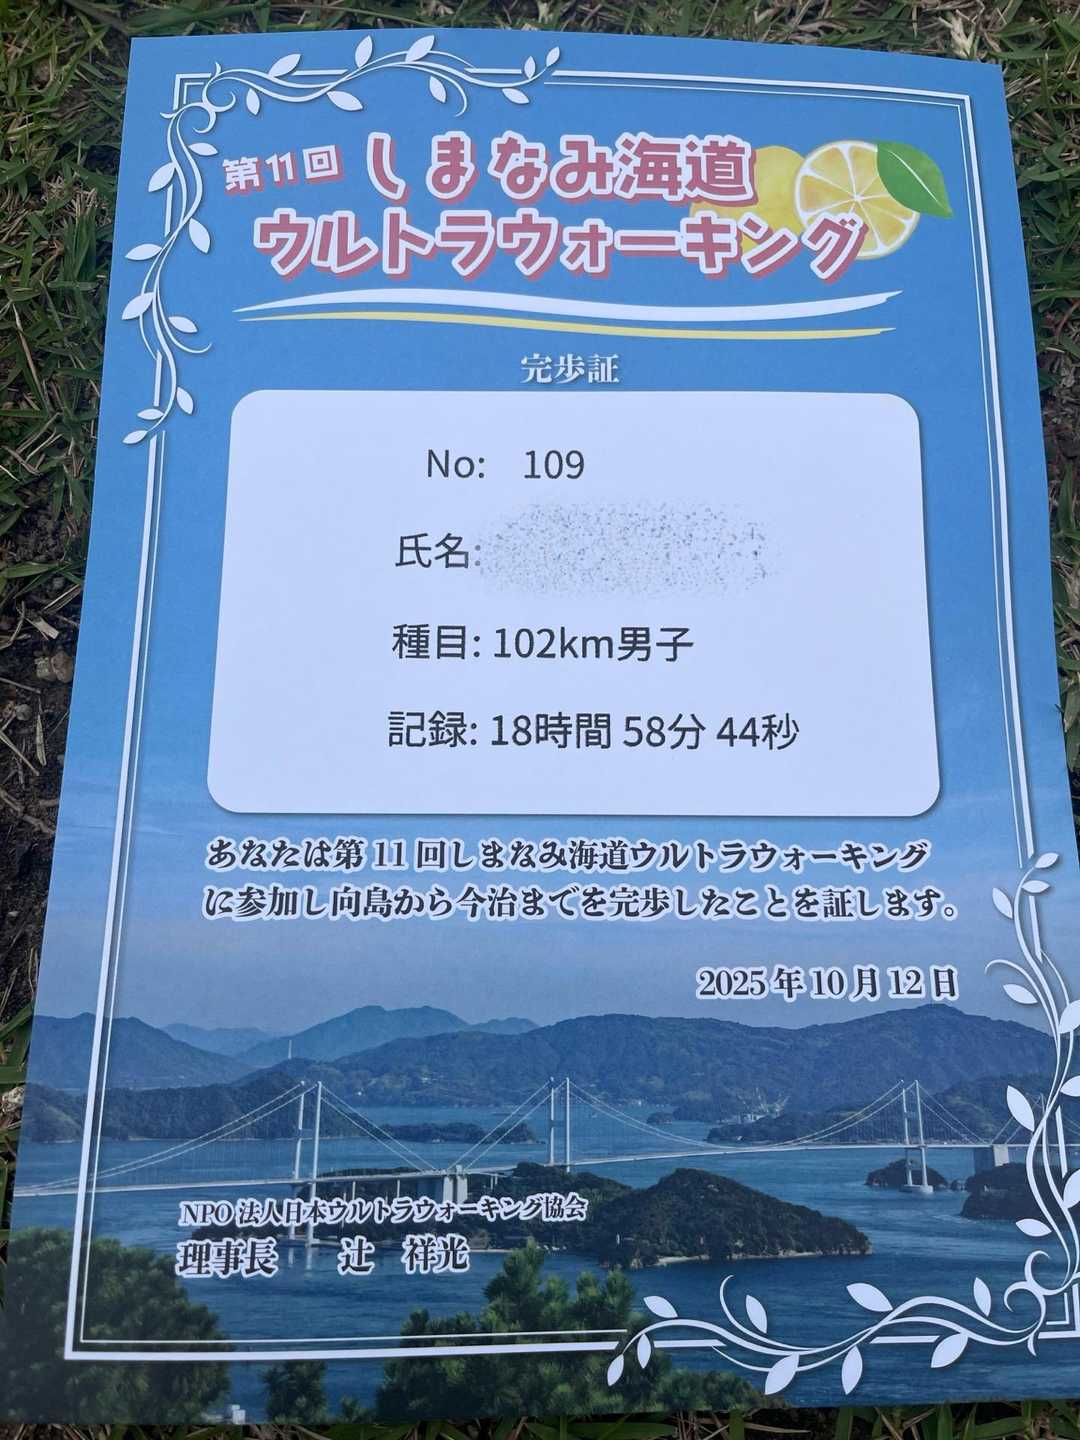 第11回 しまなみ海道
ウルトラウォーキング
完歩証
No: 109
氏名:
種目: 102km男子
記録: 18時間 58分 44秒
あなたは第11回しまなみ海道ウルトラウォーキング
に参加し向島から今治までを完歩したことを証します。
2025年10月12日
NPO法人日本ウルトラウォーキング協会
理事長 辻 祥光